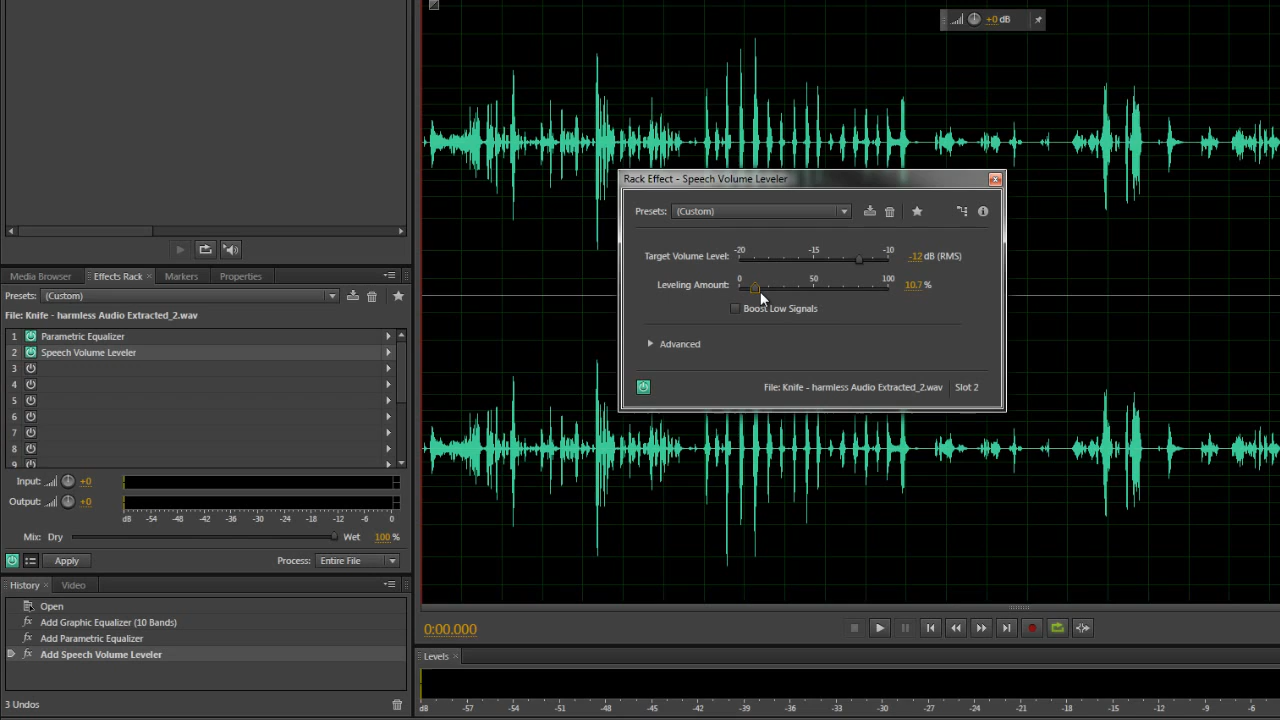 +0 dB
Rack Effect - Speech Volume Leveler
Presets: (Custom)
-20 -15 -10
Target Volume Level: -12 dB (RMS)
0 50 100
Leveling Amount: 10.7 %
Boost Low Signals
Advanced
File: Knife - harmless Audio Extracted_2.wav Slot 2
Media Browser Effects Rack Markers Properties
Presets: (Custom)
File: Knife - harmless Audio Extracted_2.wav
1 Parametric Equalizer
2 Speech Volume Leveler
3
4
5
6
7
8
9
Input: +0
Output: +0
dB -54 -48 -42 -36 -30 -24 -18 -12 -6 0
Mix: Dry Wet 100 %
Apply Process: Entire File
History Video
Open
fx Add Graphic Equalizer (10 Bands)
fx Add Parametric Equalizer
fx Add Speech Volume Leveler
3 Undos
0:00.000
Levels
dB -57 -54 -51 -48 -45 -42 -39 -36 -33 -30 -27 -24 -21 -18 -15 -12 -9 -6